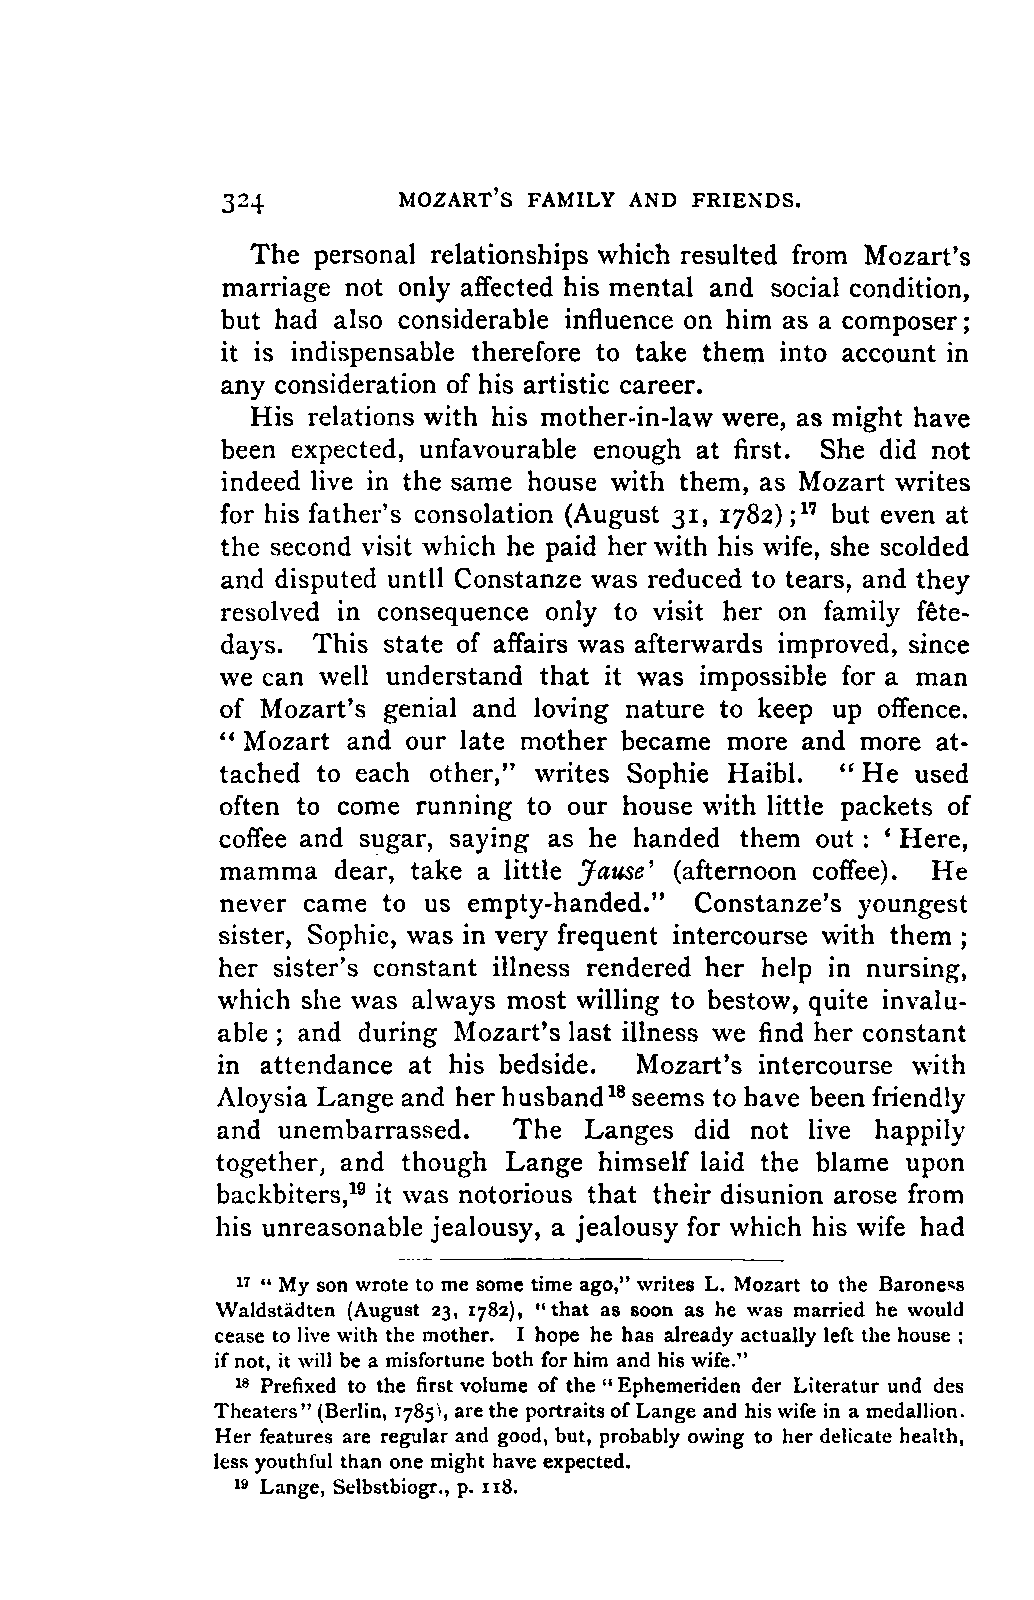 324 MOZART'S FAMILY AND FRIENDS.
The personal relationships which resulted from Mozart's
marriage not only affected his mental and social condition,
but had also considerable influence on him as a composer;
it is indispensable therefore to take them into account in
any consideration of his artistic career.
His relations with his mother-in-law were, as might have
been expected, unfavourable enough at first. She did not
indeed live in the same house with them, as Mozart writes
for his father's consolation (August 31, 1782);¹⁷ but even at
the second visit which he paid her with his wife, she scolded
and disputed untll Constanze was reduced to tears, and they
resolved in consequence only to visit her on family fête-
days. This state of affairs was afterwards improved, since
we can well understand that it was impossible for a man
of Mozart's genial and loving nature to keep up offence.
"Mozart and our late mother became more and more at-
tached to each other," writes Sophie Haibl. "He used
often to come running to our house with little packets of
coffee and sugar, saying as he handed them out: 'Here,
mamma dear, take a little Jause' (afternoon coffee). He
never came to us empty-handed." Constanze's youngest
sister, Sophie, was in very frequent intercourse with them;
her sister's constant illness rendered her help in nursing,
which she was always most willing to bestow, quite invalu-
able; and during Mozart's last illness we find her constant
in attendance at his bedside. Mozart's intercourse with
Aloysia Lange and her husband¹⁸ seems to have been friendly
and unembarrassed. The Langes did not live happily
together, and though Lange himself laid the blame upon
backbiters,¹⁹ it was notorious that their disunion arose from
his unreasonable jealousy, a jealousy for which his wife had
¹⁷ "My son wrote to me some time ago," writes L. Mozart to the Baroness
Waldstädten (August 23, 1782), "that as soon as he was married he would
cease to live with the mother. I hope he has already actually left the house;
if not, it will be a misfortune both for him and his wife."
¹⁸ Prefixed to the first volume of the "Ephemeriden der Literatur und des
Theaters" (Berlin, 1785), are the portraits of Lange and his wife in a medallion.
Her features are regular and good, but, probably owing to her delicate health,
less youthful than one might have expected.
¹⁹ Lange, Selbstbiogr., p. 118.